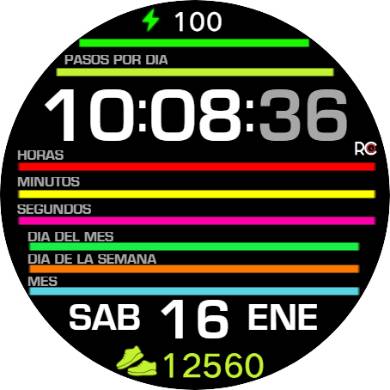 100
PASOS POR DIA
10:08:36
RC
HORAS
MINUTOS
SEGUNDOS
DIA DEL MES
DIA DE LA SEMANA
MES
SAB 16 ENE
12560